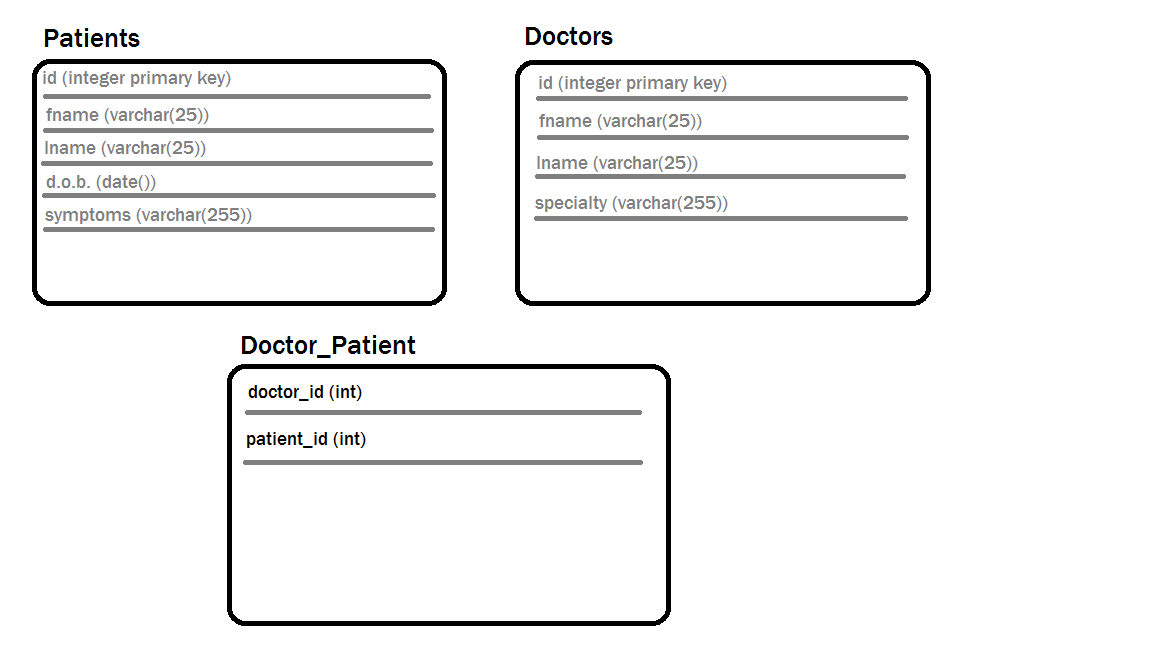 Patients
id (integer primary key)
fname (varchar(25))
lname (varchar(25))
d.o.b. (date())
symptoms (varchar(255))
Doctors
id (integer primary key)
fname (varchar(25))
lname (varchar(25))
specialty (varchar(255))
Doctor_Patient
doctor_id (int)
patient_id (int)